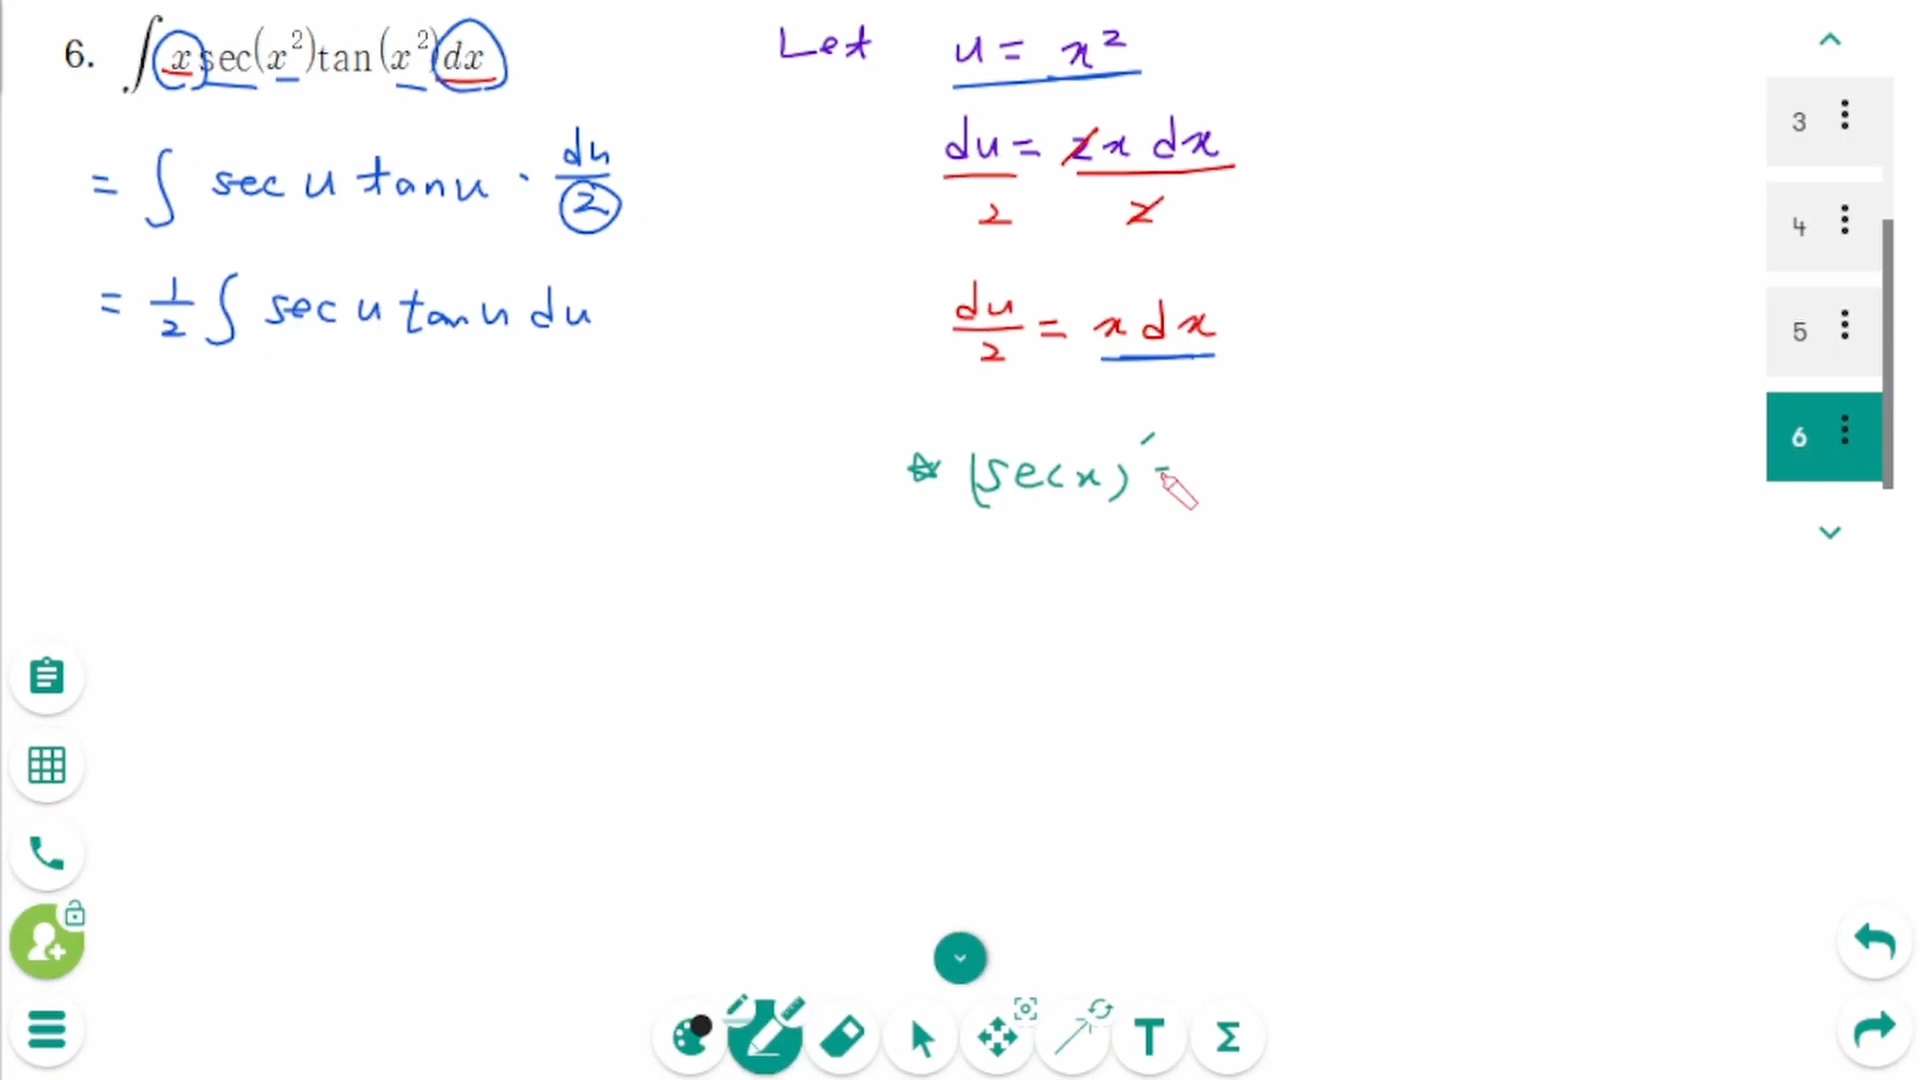 6. ∫ x sec(x²)tan(x²)dx
= ∫ sec u tan u · du/2
= 1/2 ∫ sec u tan u du
Let u = x²
du/2 = 2x dx/2
du/2 = x dx
☆ (sec x)′ =
3
4
5
6
T
Σ